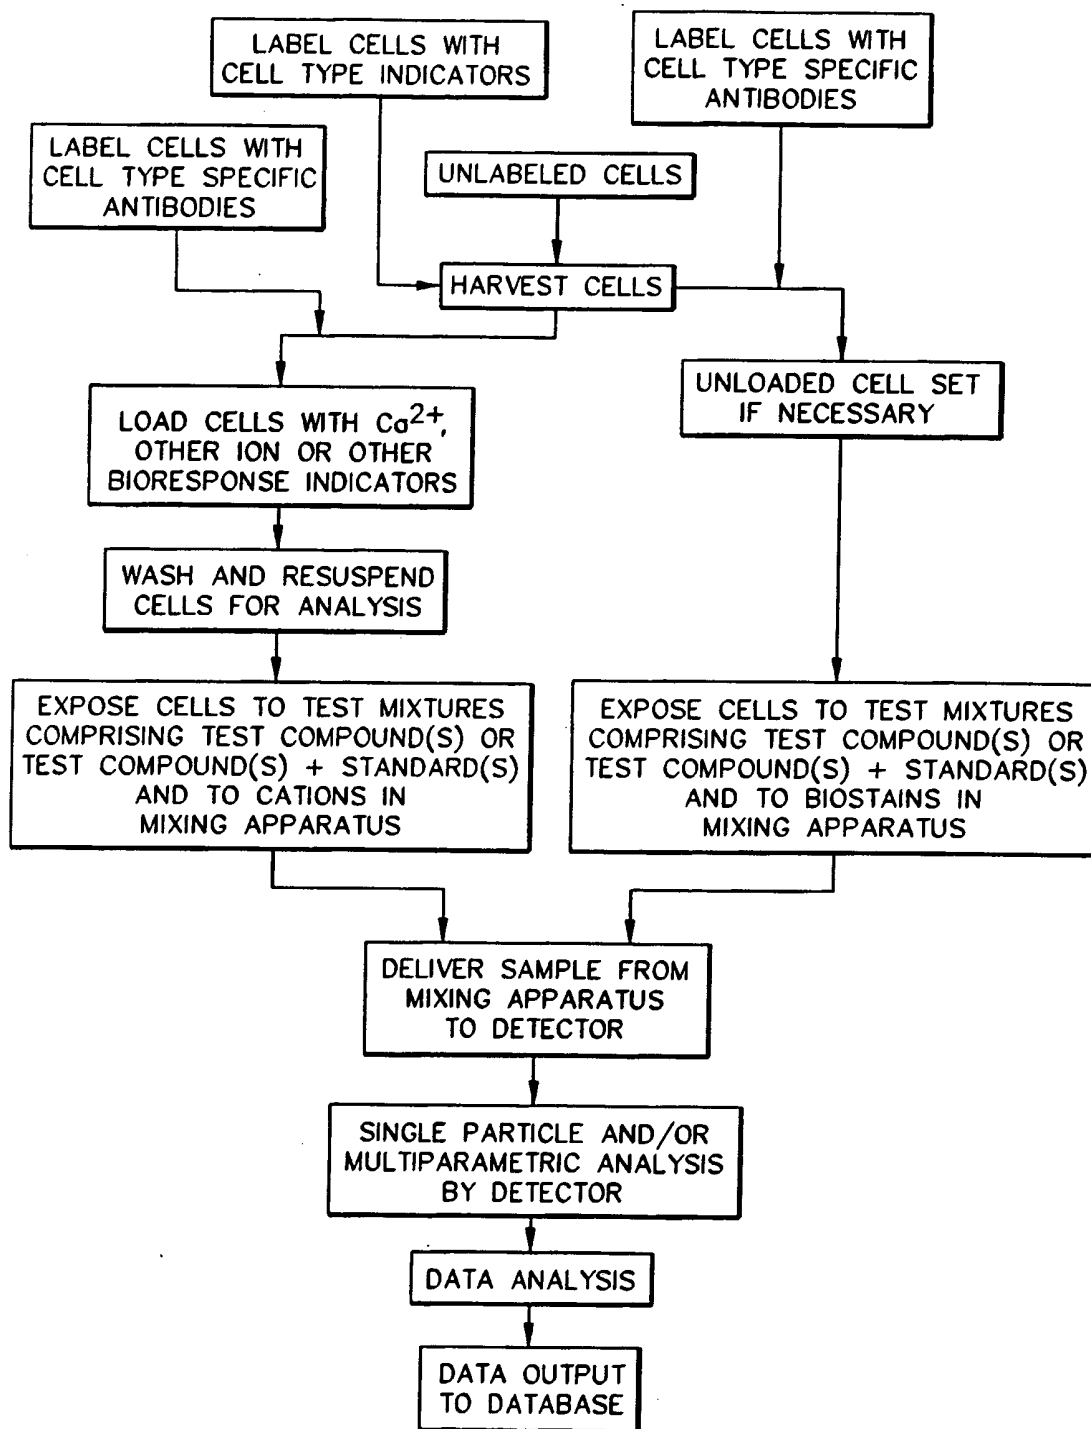 LABEL CELLS WITH
CELL TYPE INDICATORS
LABEL CELLS WITH
CELL TYPE SPECIFIC
ANTIBODIES
LABEL CELLS WITH
CELL TYPE SPECIFIC
ANTIBODIES
UNLABELED CELLS
HARVEST CELLS
LOAD CELLS WITH Ca2+,
OTHER ION OR OTHER
BIORESPONSE INDICATORS
UNLOADED CELL SET
IF NECESSARY
WASH AND RESUSPEND
CELLS FOR ANALYSIS
EXPOSE CELLS TO TEST MIXTURES
COMPRISING TEST COMPOUND(S) OR
TEST COMPOUND(S) + STANDARD(S)
AND TO CATIONS IN
MIXING APPARATUS
EXPOSE CELLS TO TEST MIXTURES
COMPRISING TEST COMPOUND(S) OR
TEST COMPOUND(S) + STANDARD(S)
AND TO BIOSTAINS IN
MIXING APPARATUS
DELIVER SAMPLE FROM
MIXING APPARATUS
TO DETECTOR
SINGLE PARTICLE AND/OR
MULTIPARAMETRIC ANALYSIS
BY DETECTOR
DATA ANALYSIS
DATA OUTPUT
TO DATABASE